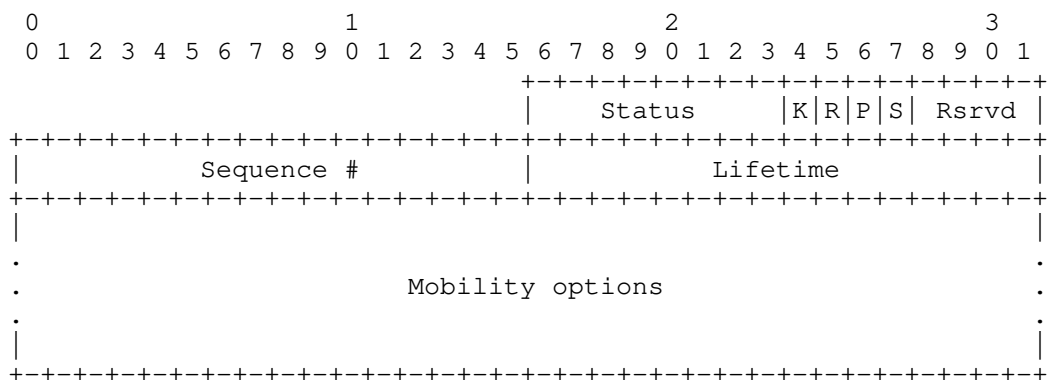 0                   1                   2                   3
 0 1 2 3 4 5 6 7 8 9 0 1 2 3 4 5 6 7 8 9 0 1 2 3 4 5 6 7 8 9 0 1
                                +-+-+-+-+-+-+-+-+-+-+-+-+-+-+-+-+
                                |    Status     |K|R|P|S| Rsrvd |
+-+-+-+-+-+-+-+-+-+-+-+-+-+-+-+-+-+-+-+-+-+-+-+-+-+-+-+-+-+-+-+-+
|           Sequence #          |           Lifetime            |
+-+-+-+-+-+-+-+-+-+-+-+-+-+-+-+-+-+-+-+-+-+-+-+-+-+-+-+-+-+-+-+-+
|                                                               |
.                                                               .
.                        Mobility options                       .
.                                                               .
|                                                               |
+-+-+-+-+-+-+-+-+-+-+-+-+-+-+-+-+-+-+-+-+-+-+-+-+-+-+-+-+-+-+-+-+